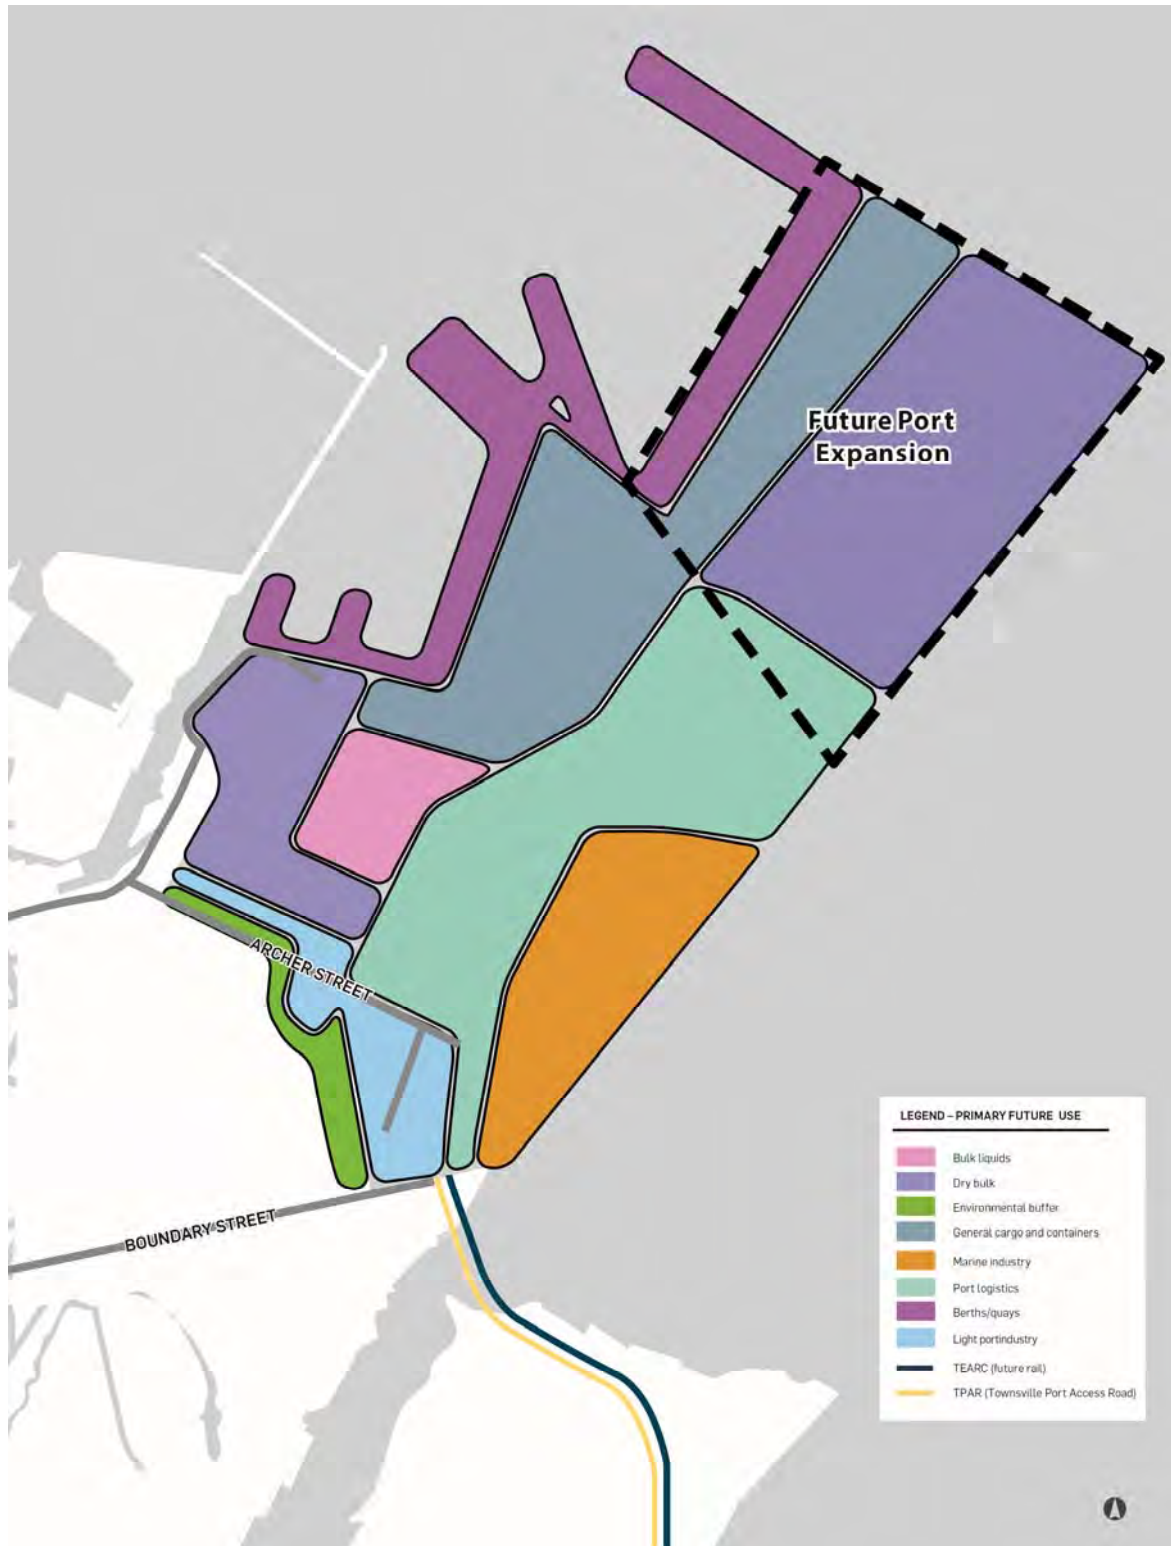 Future Port
Expansion
ARCHER STREET
BOUNDARY STREET
LEGEND – PRIMARY FUTURE USE
Bulk liquids
Dry bulk
Environmental buffer
General cargo and containers
Marine industry
Port logistics
Berths/quays
Light portindustry
TEARC (future rail)
TPAR (Townsville Port Access Road)